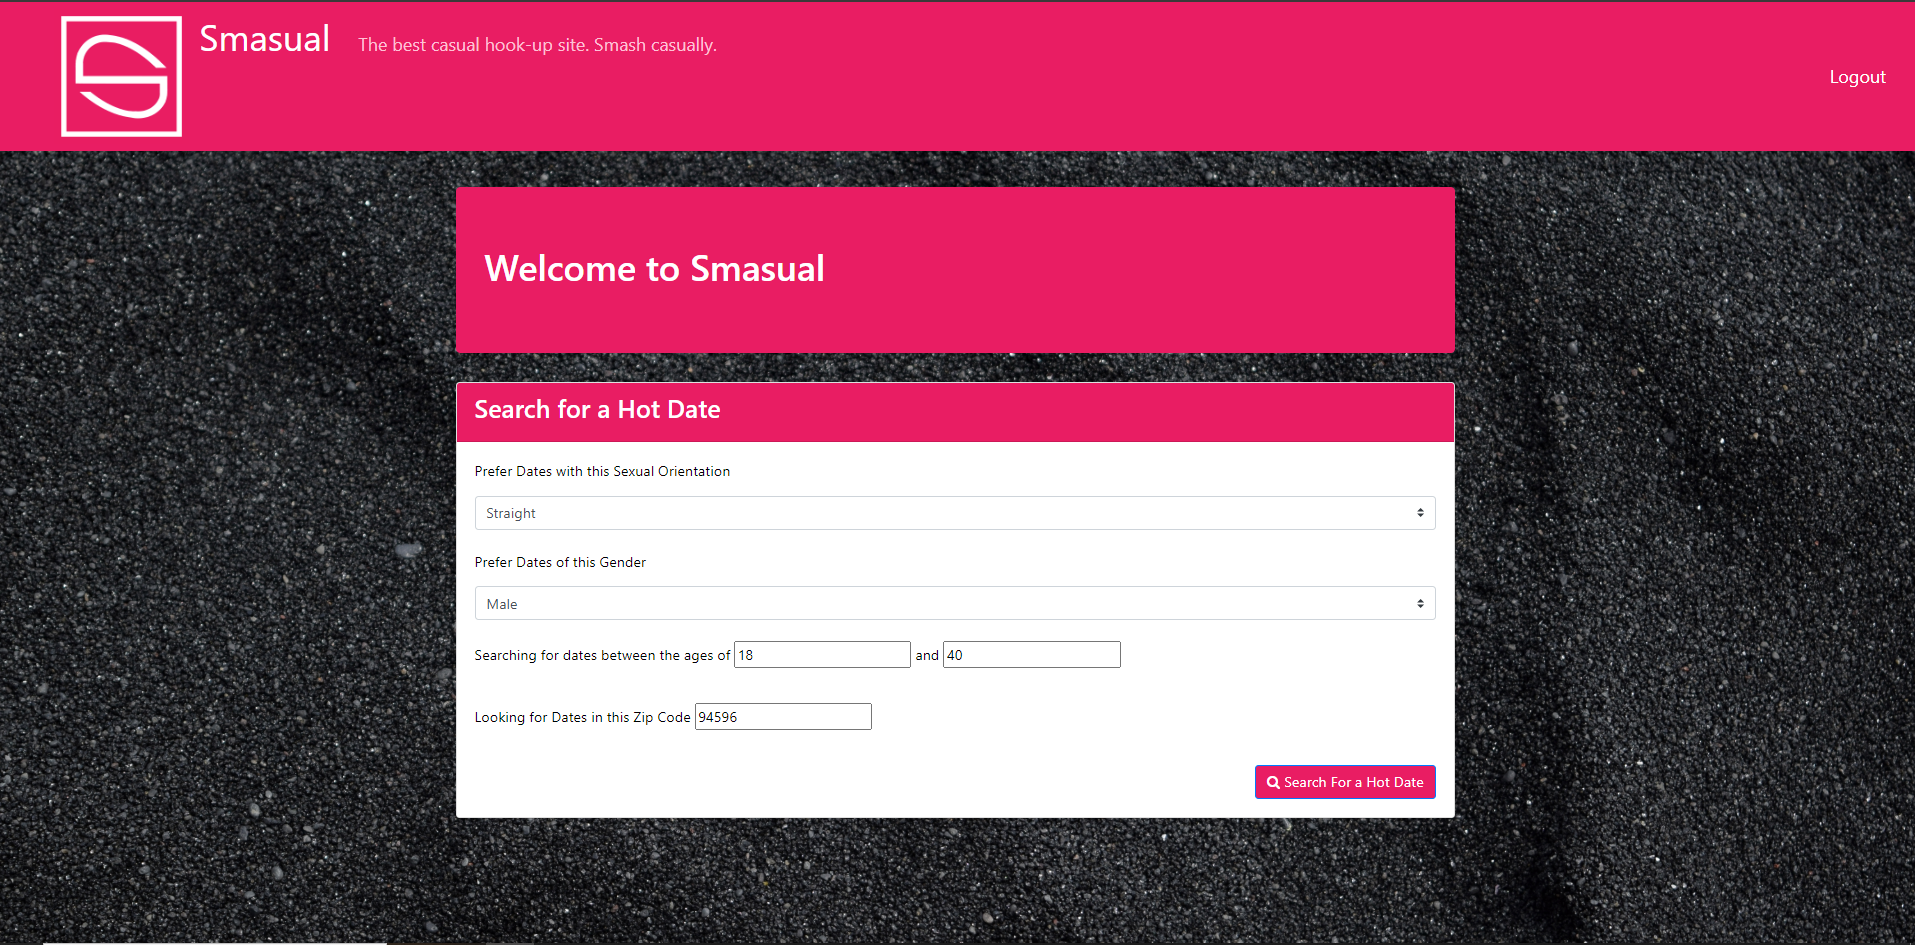 Smasual
The best casual hook-up site. Smash casually.
Logout
Welcome to Smasual
Search for a Hot Date
Prefer Dates with this Sexual Orientation
Straight
Prefer Dates of this Gender
Male
Searching for dates between the ages of 18 and 40
Looking for Dates in this Zip Code 94596
Search For a Hot Date